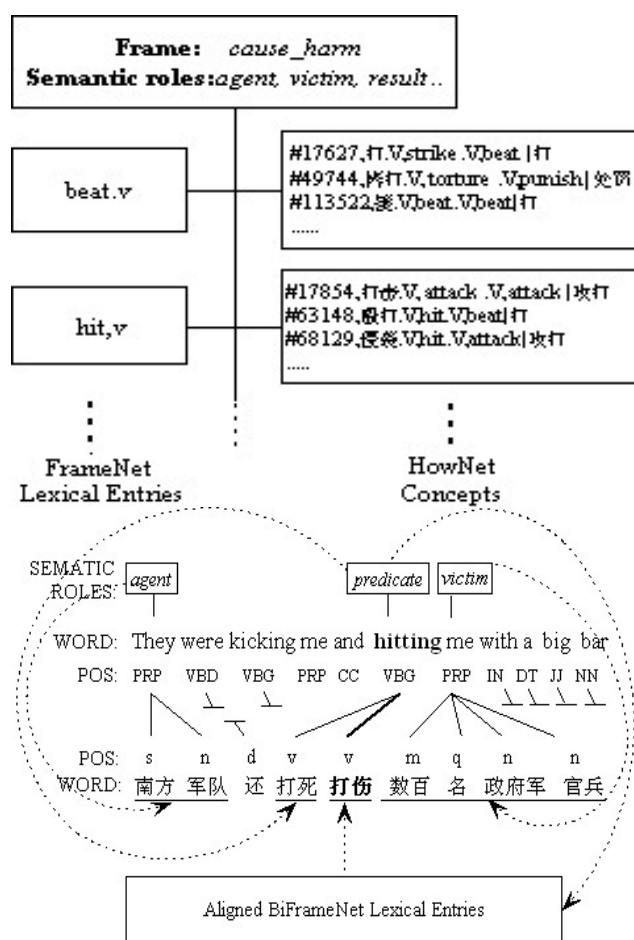 Frame: cause_harm
Semantic roles:agent, victim, result ..
beat.v
#17627,打.V,strike .V,beat |打
#49744,拷打.V, torture .V,punish| 处罚
#113522, .V,beat.V,beat|打
......
hit,v
#17854,打击.V, attack .V,attack |攻打
#63148,殴打.V,hit.V,beat|打
#68129,侵袭.V,hit.V,attack|攻打
.....
FrameNet
Lexical Entries
HowNet
Concepts
SEMATIC
ROLES:
agent
predicate
victim
WORD: They were kicking me and hitting me with a big bar,
POS: PRP VBD VBG PRP CC VBG PRP IN DT JJ NN
POS: s n d v v m q n n
WORD: 南方 军队 还 打死 打伤 数百 名 政府军 官兵
Aligned BiFrameNet Lexical Entries